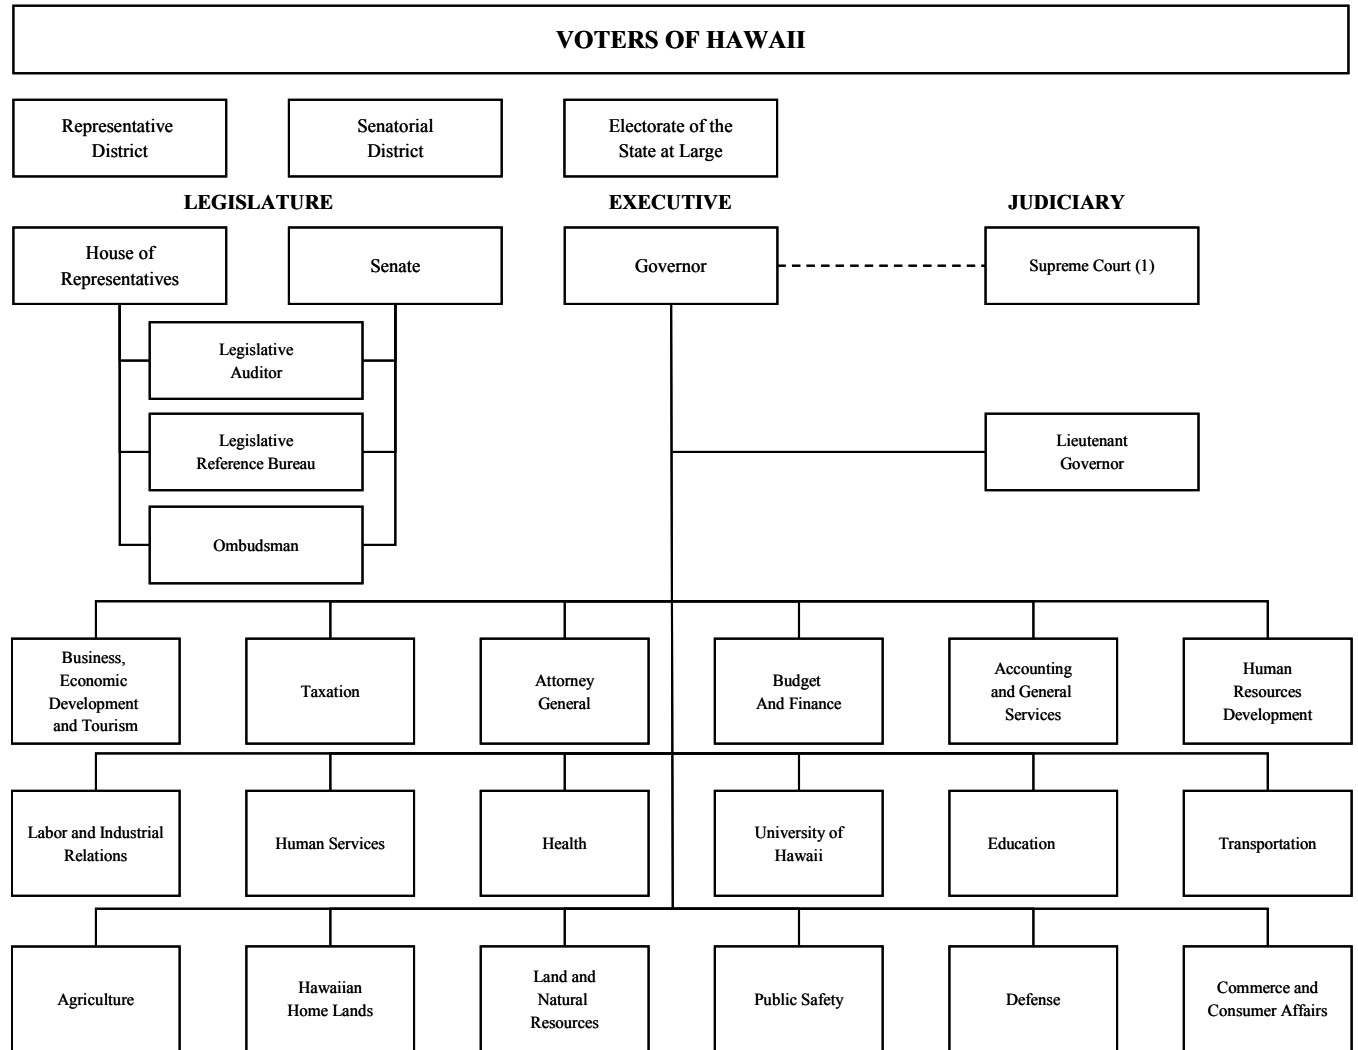 VOTERS OF HAWAII
Representative
District
Senatorial
District
Electorate of the
State at Large
LEGISLATURE
EXECUTIVE
JUDICIARY
House of
Representatives
Senate
Governor
Supreme Court (1)
Legislative
Auditor
Legislative
Reference Bureau
Lieutenant
Governor
Ombudsman
Business,
Economic
Development
and Tourism
Taxation
Attorney
General
Budget
And Finance
Accounting
and General
Services
Human
Resources
Development
Labor and Industrial
Relations
Human Services
Health
University of
Hawaii
Education
Transportation
Agriculture
Hawaiian
Home Lands
Land and
Natural
Resources
Public Safety
Defense
Commerce and
Consumer Affairs